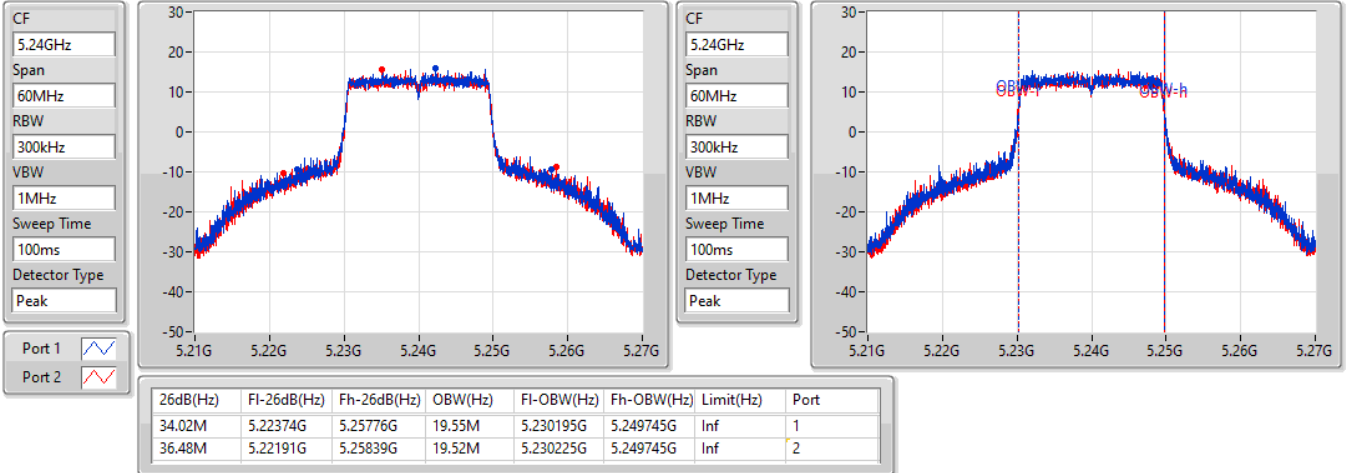 CF
5.24GHz
Span
60MHz
RBW
300kHz
VBW
1MHz
Sweep Time
100ms
Detector Type
Peak
Port 1
Port 2
30
20
10
0
-10
-20
-30
-40
-50
5.21G 5.22G 5.23G 5.24G 5.25G 5.26G 5.27G
CF
5.24GHz
Span
60MHz
RBW
300kHz
VBW
1MHz
Sweep Time
100ms
Detector Type
Peak
30
20
10
0
-10
-20
-30
-40
-50
OBW-l OBW-h
5.21G 5.22G 5.23G 5.24G 5.25G 5.26G 5.27G
26dB(Hz) Fl-26dB(Hz) Fh-26dB(Hz) OBW(Hz) Fl-OBW(Hz) Fh-OBW(Hz) Limit(Hz) Port
34.02M 5.22374G 5.25776G 19.55M 5.230195G 5.249745G Inf 1
36.48M 5.22191G 5.25839G 19.52M 5.230225G 5.249745G Inf 2